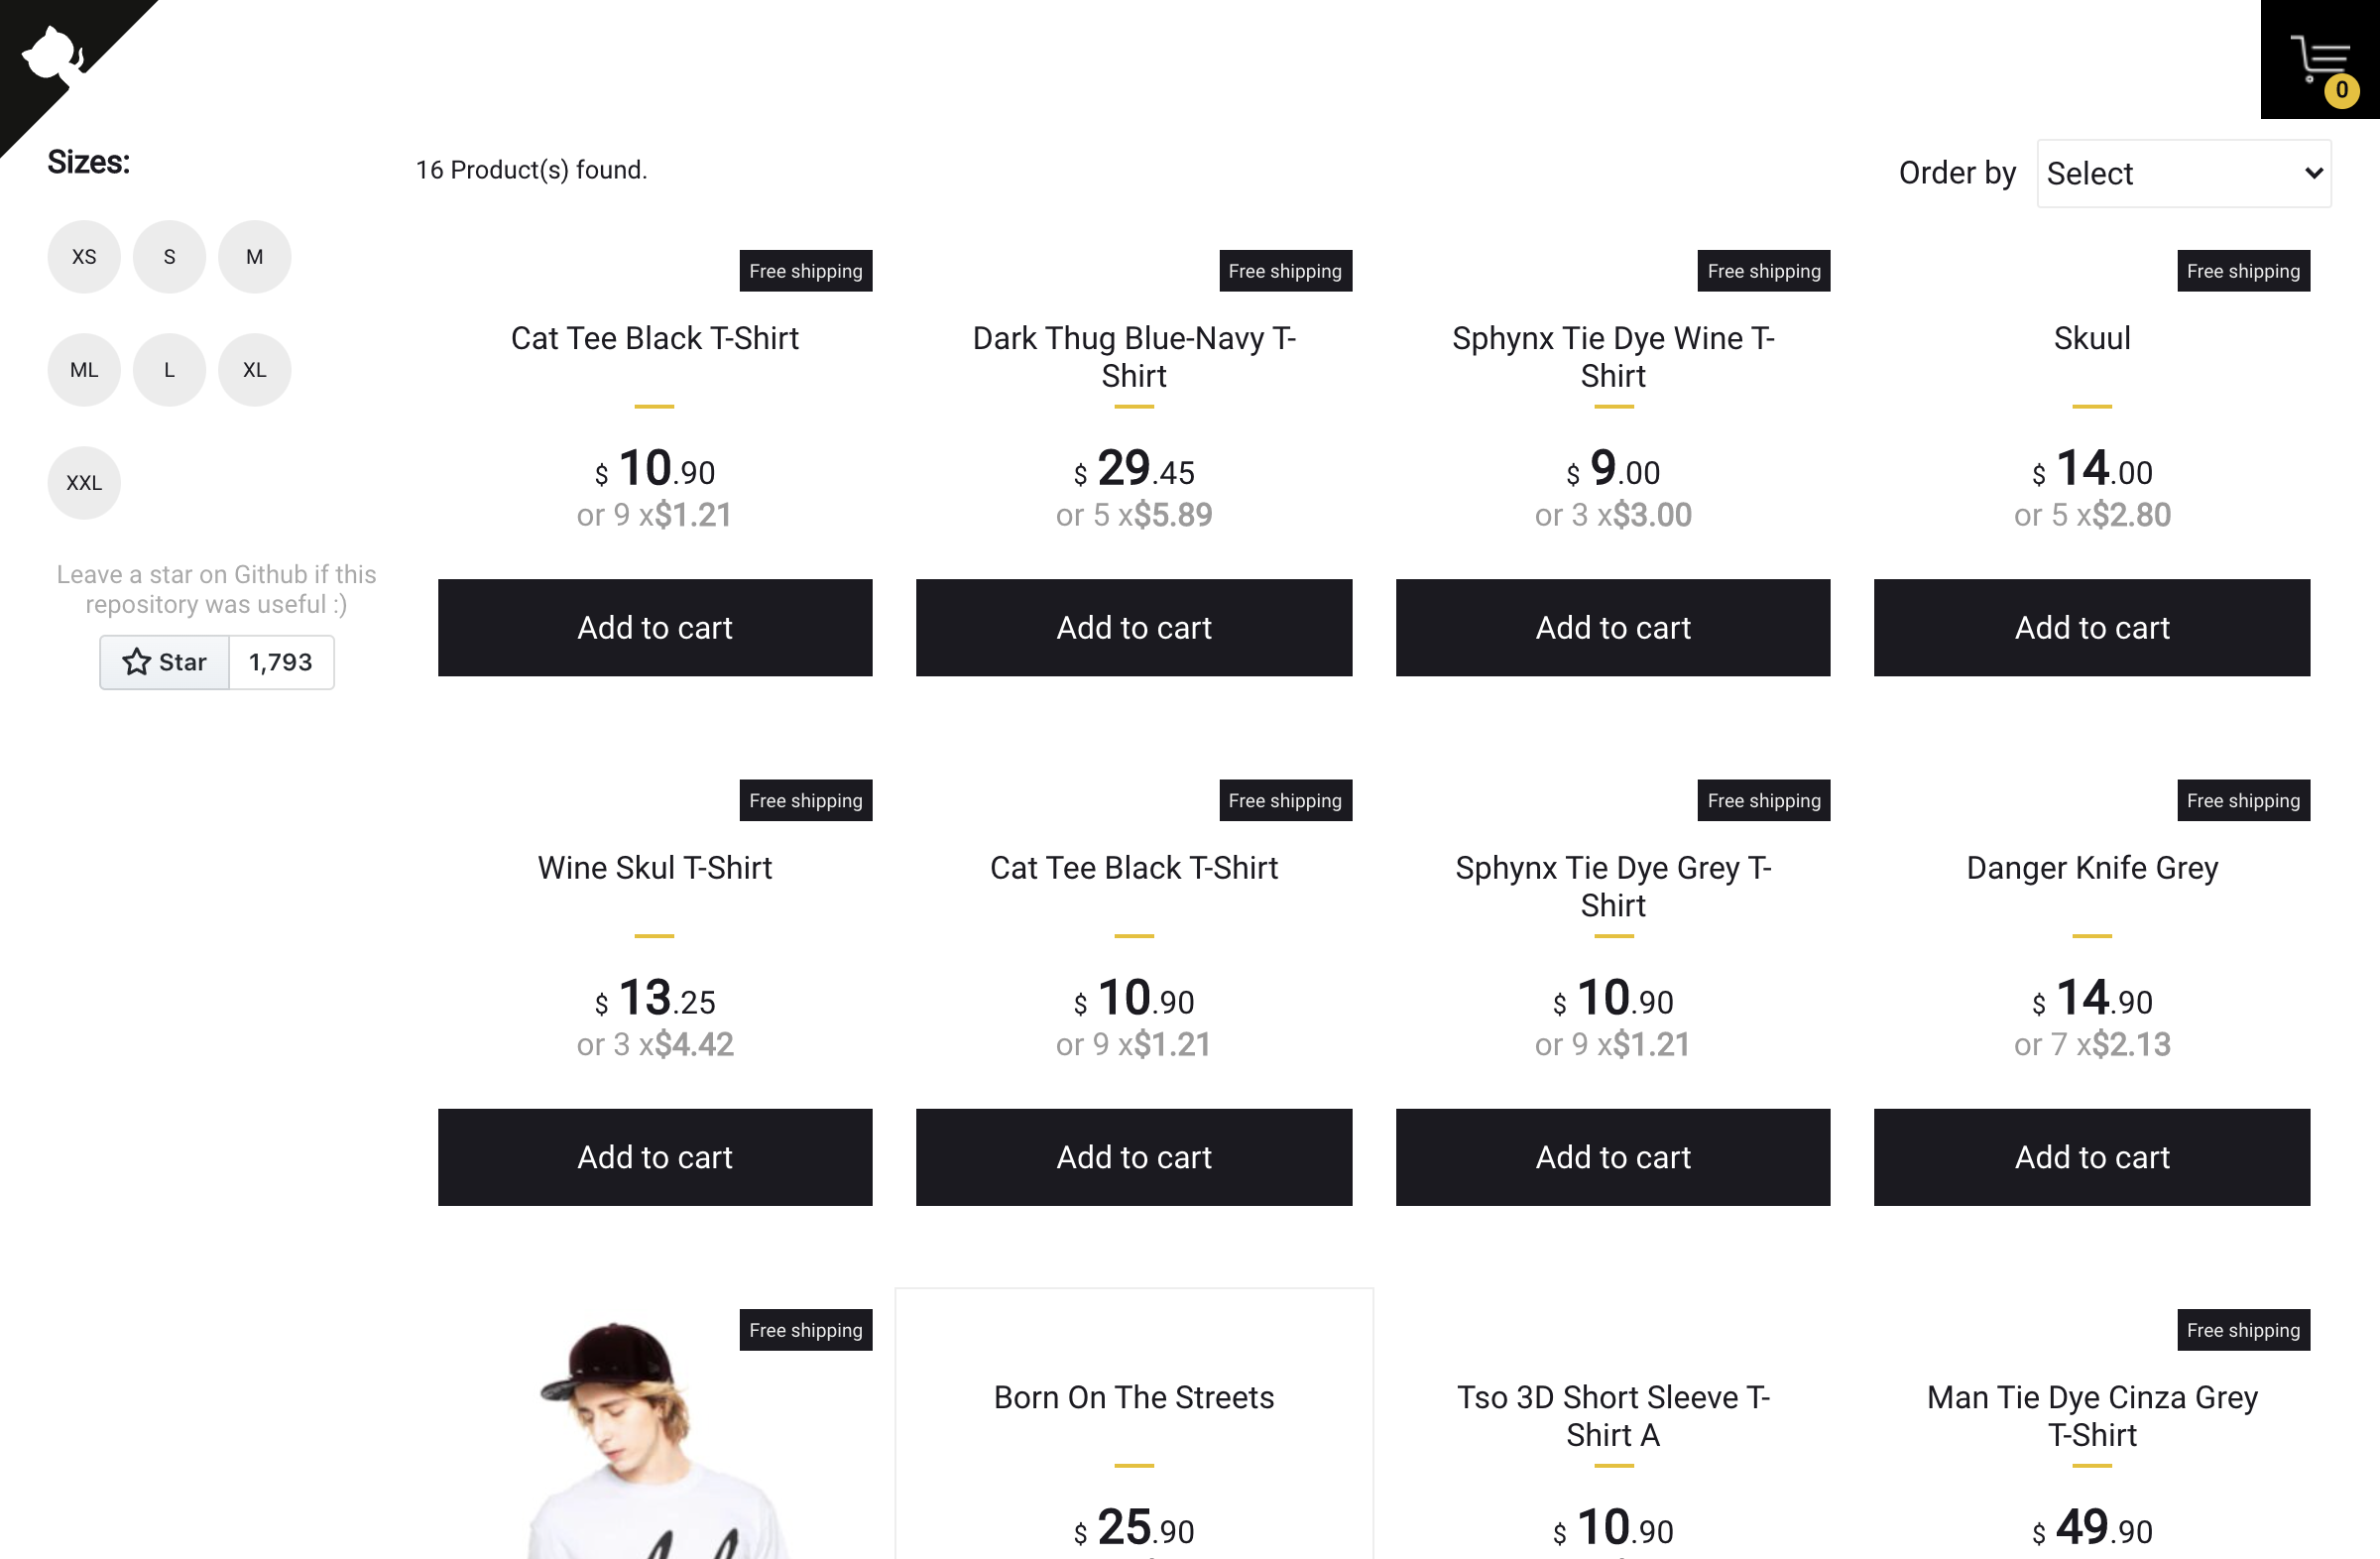 0
Sizes:
16 Product(s) found.
Order by
Select
XS
S
M
ML
L
XL
XXL
Leave a star on Github if this
repository was useful :)
Star
1,793
Free shipping
Cat Tee Black T-Shirt
$ 10.90
or 9 x$1.21
Add to cart
Free shipping
Dark Thug Blue-Navy T-
Shirt
$ 29.45
or 5 x$5.89
Add to cart
Free shipping
Sphynx Tie Dye Wine T-
Shirt
$ 9.00
or 3 x$3.00
Add to cart
Free shipping
Skuul
$ 14.00
or 5 x$2.80
Add to cart
Free shipping
Wine Skul T-Shirt
$ 13.25
or 3 x$4.42
Add to cart
Free shipping
Cat Tee Black T-Shirt
$ 10.90
or 9 x$1.21
Add to cart
Free shipping
Sphynx Tie Dye Grey T-
Shirt
$ 10.90
or 9 x$1.21
Add to cart
Free shipping
Danger Knife Grey
$ 14.90
or 7 x$2.13
Add to cart
Free shipping
Born On The Streets
$ 25.90
Tso 3D Short Sleeve T-
Shirt A
$ 10.90
Free shipping
Man Tie Dye Cinza Grey
T-Shirt
$ 49.90